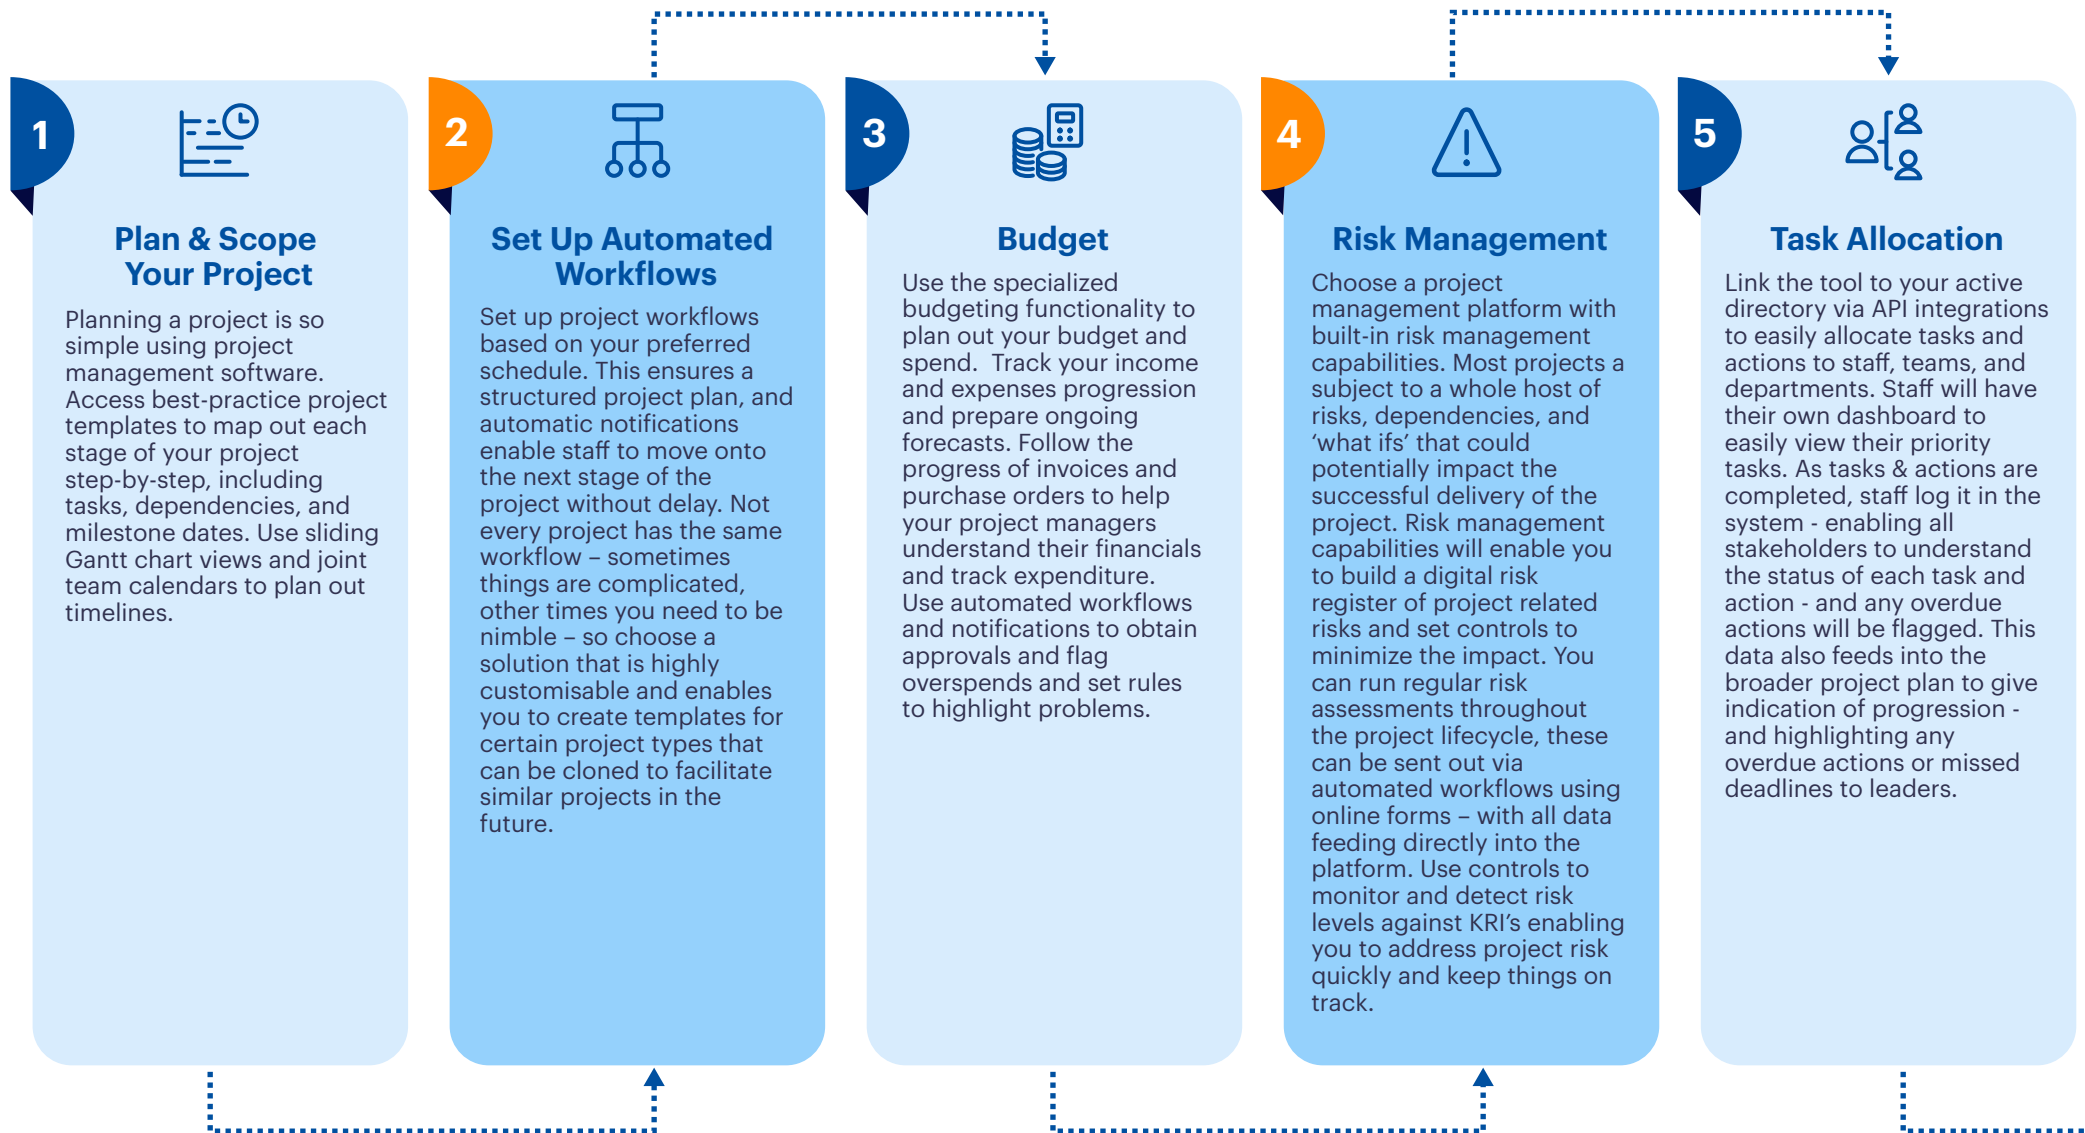 1
Plan & Scope
Your Project
Planning a project is so
simple using project
management software.
Access best-practice project
templates to map out each
stage of your project
step-by-step, including
tasks, dependencies, and
milestone dates. Use sliding
Gantt chart views and joint
team calendars to plan out
timelines.
2
Set Up Automated
Workflows
Set up project workflows
based on your preferred
schedule. This ensures a
structured project plan, and
automatic notifications
enable staff to move onto
the next stage of the
project without delay. Not
every project has the same
workflow – sometimes
things are complicated,
other times you need to be
nimble – so choose a
solution that is highly
customisable and enables
you to create templates for
certain project types that
can be cloned to facilitate
similar projects in the
future.
3
Budget
Use the specialized
budgeting functionality to
plan out your budget and
spend.  Track your income
and expenses progression
and prepare ongoing
forecasts. Follow the
progress of invoices and
purchase orders to help
your project managers
understand their financials
and track expenditure.
Use automated workflows
and notifications to obtain
approvals and flag
overspends and set rules
to highlight problems.
4
Risk Management
Choose a project
management platform with
built-in risk management
capabilities. Most projects a
subject to a whole host of
risks, dependencies, and
‘what ifs’ that could
potentially impact the
successful delivery of the
project. Risk management
capabilities will enable you
to build a digital risk
register of project related
risks and set controls to
minimize the impact. You
can run regular risk
assessments throughout
the project lifecycle, these
can be sent out via
automated workflows using
online forms – with all data
feeding directly into the
platform. Use controls to
monitor and detect risk
levels against KRI’s enabling
you to address project risk
quickly and keep things on
track.
5
Task Allocation
Link the tool to your active
directory via API integrations
to easily allocate tasks and
actions to staff, teams, and
departments. Staff will have
their own dashboard to
easily view their priority
tasks. As tasks & actions are
completed, staff log it in the
system - enabling all
stakeholders to understand
the status of each task and
action - and any overdue
actions will be flagged. This
data also feeds into the
broader project plan to give
indication of progression -
and highlighting any
overdue actions or missed
deadlines to leaders.